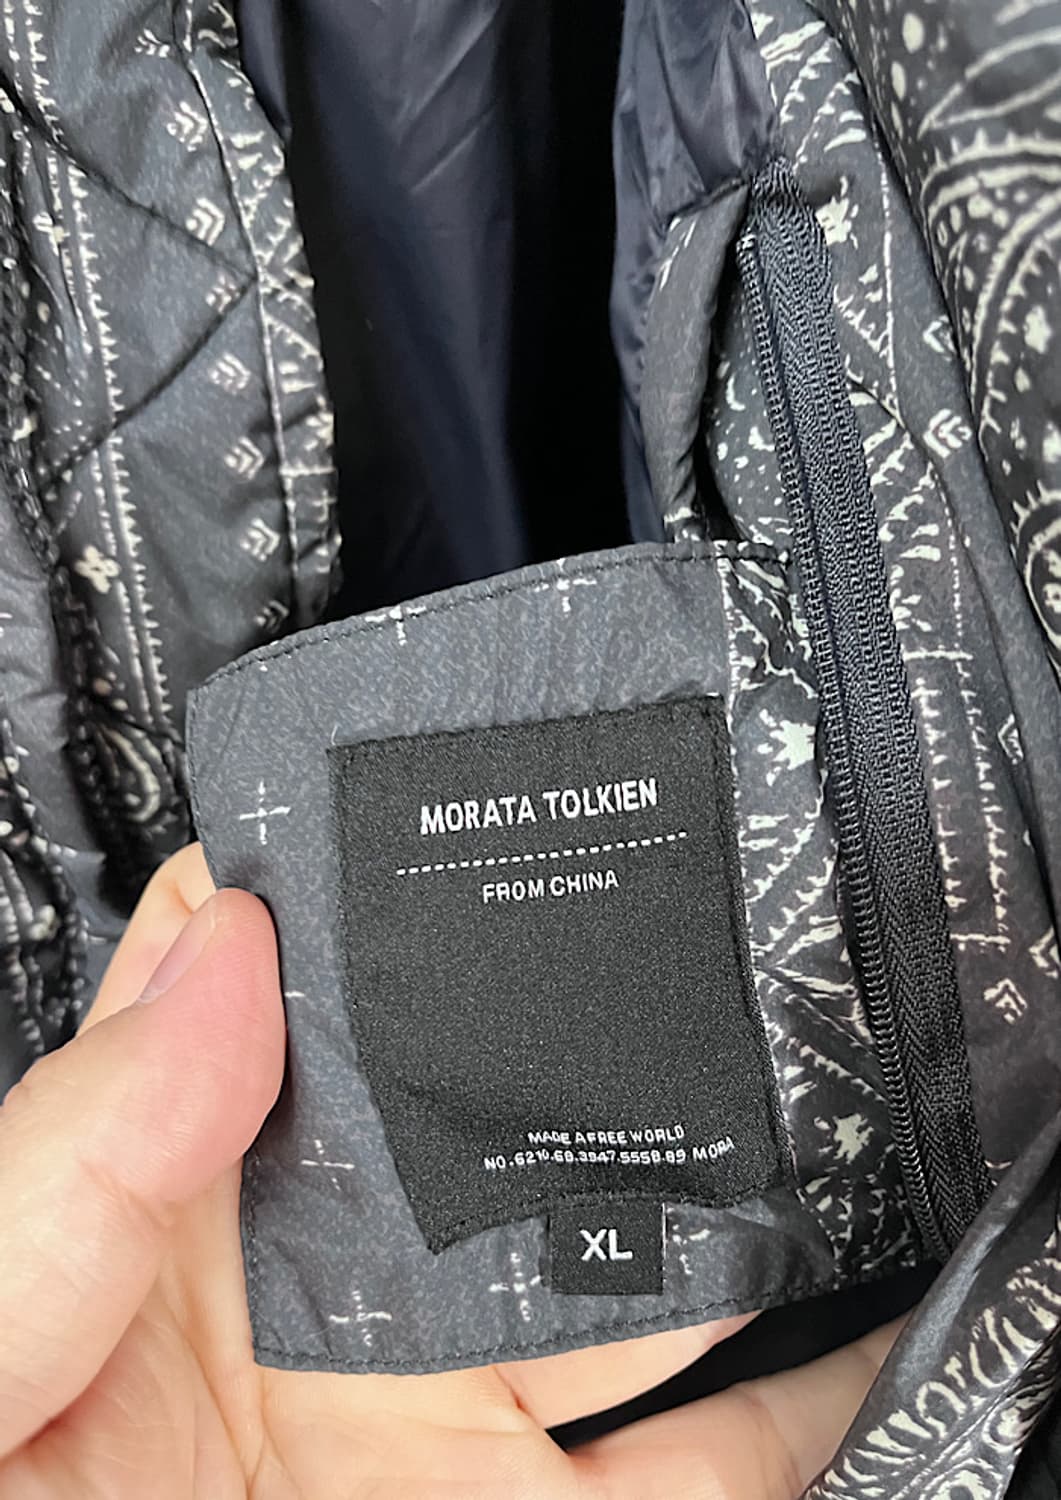 MORATA TOLKIEN
FROM CHINA
MADE A FREE WORLD
NO.6210.68.3947.5558.89 MORA
XL